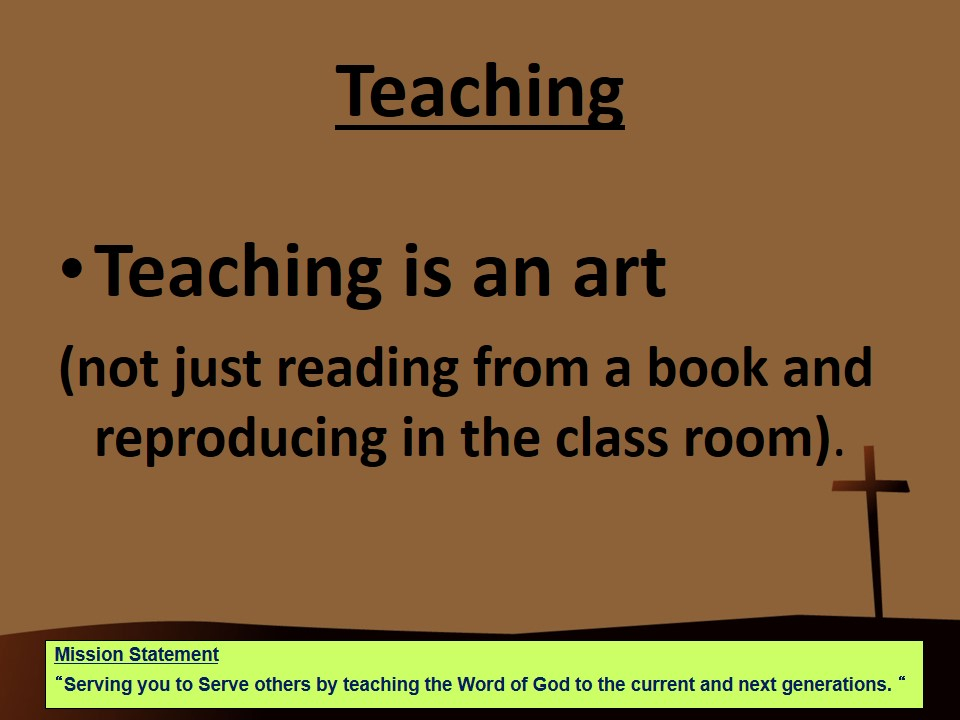 Teaching
• Teaching is an art
(not just reading from a book and
reproducing in the class room).
Mission Statement
“Serving you to Serve others by teaching the Word of God to the current and next generations. “